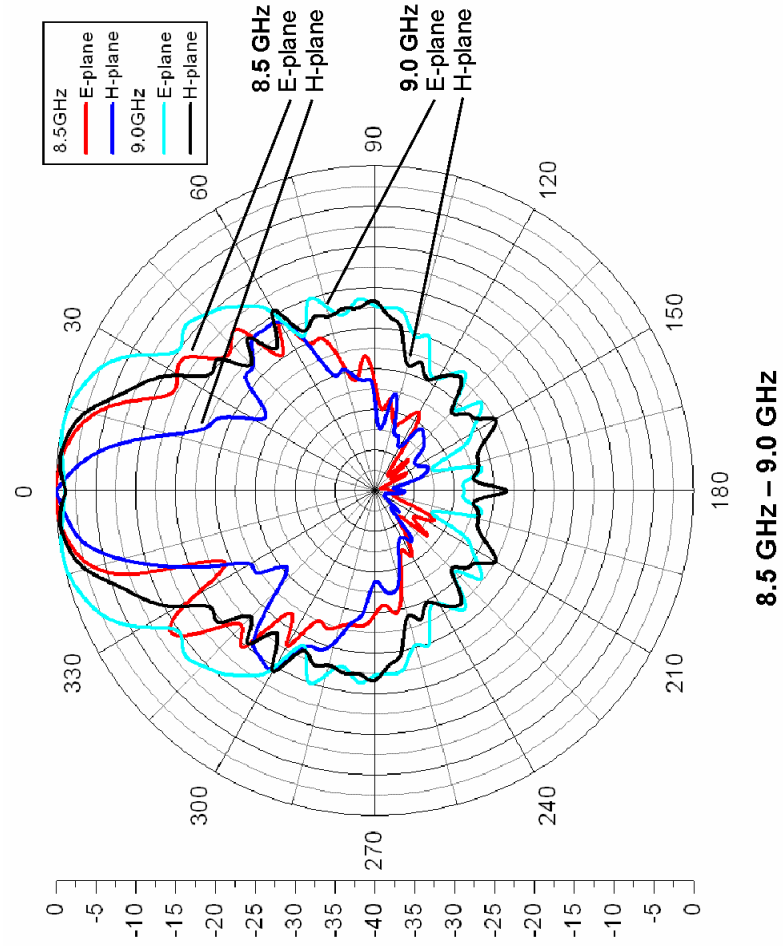 8.5GHz
E-plane
H-plane
9.0GHz
E-plane
H-plane
8.5 GHz
E-plane
H-plane
9.0 GHz
E-plane
H-plane
0
30
60
90
120
150
180
210
240
270
300
330
0
-5
-10
-15
-20
-25
-30
-35
-40
-35
-30
-25
-20
-15
-10
-5
0
8.5 GHz – 9.0 GHz